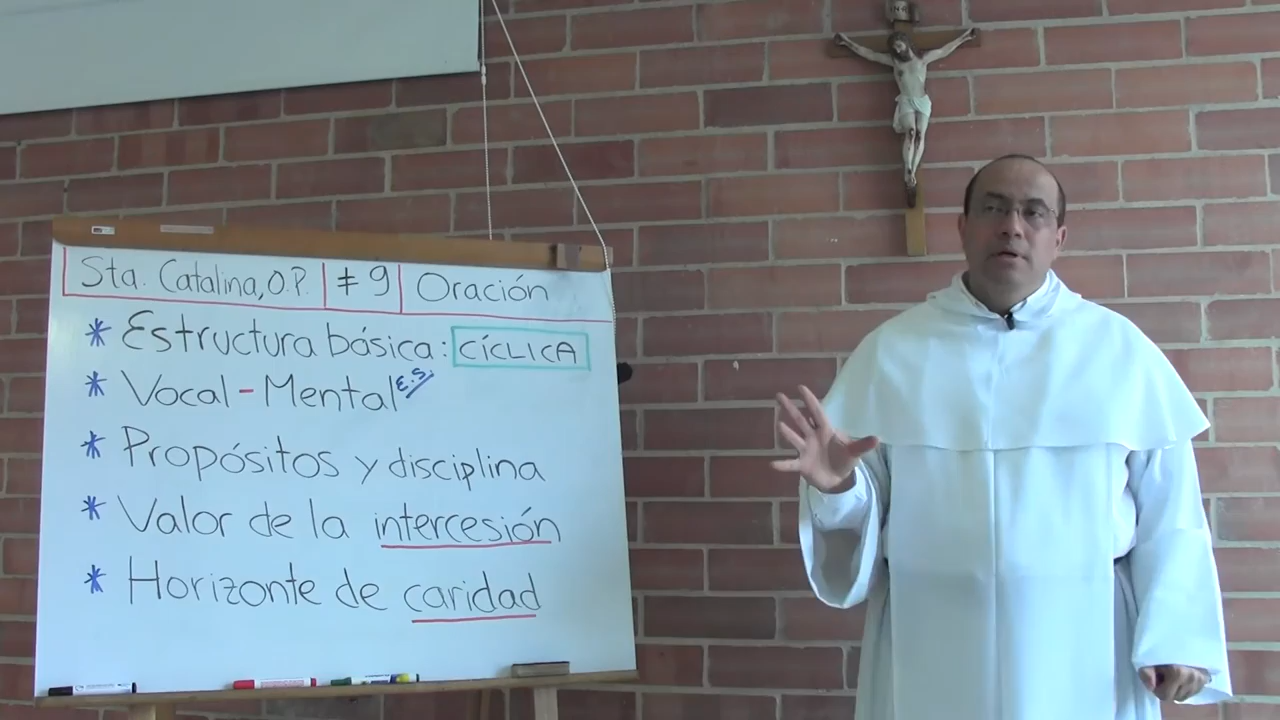 Sta. Catalina, O.P. # 9 Oración
* Estructura básica: CÍCLICA
* Vocal - Mental E.S.
* Propósitos y disciplina
* Valor de la intercesión
* Horizonte de caridad